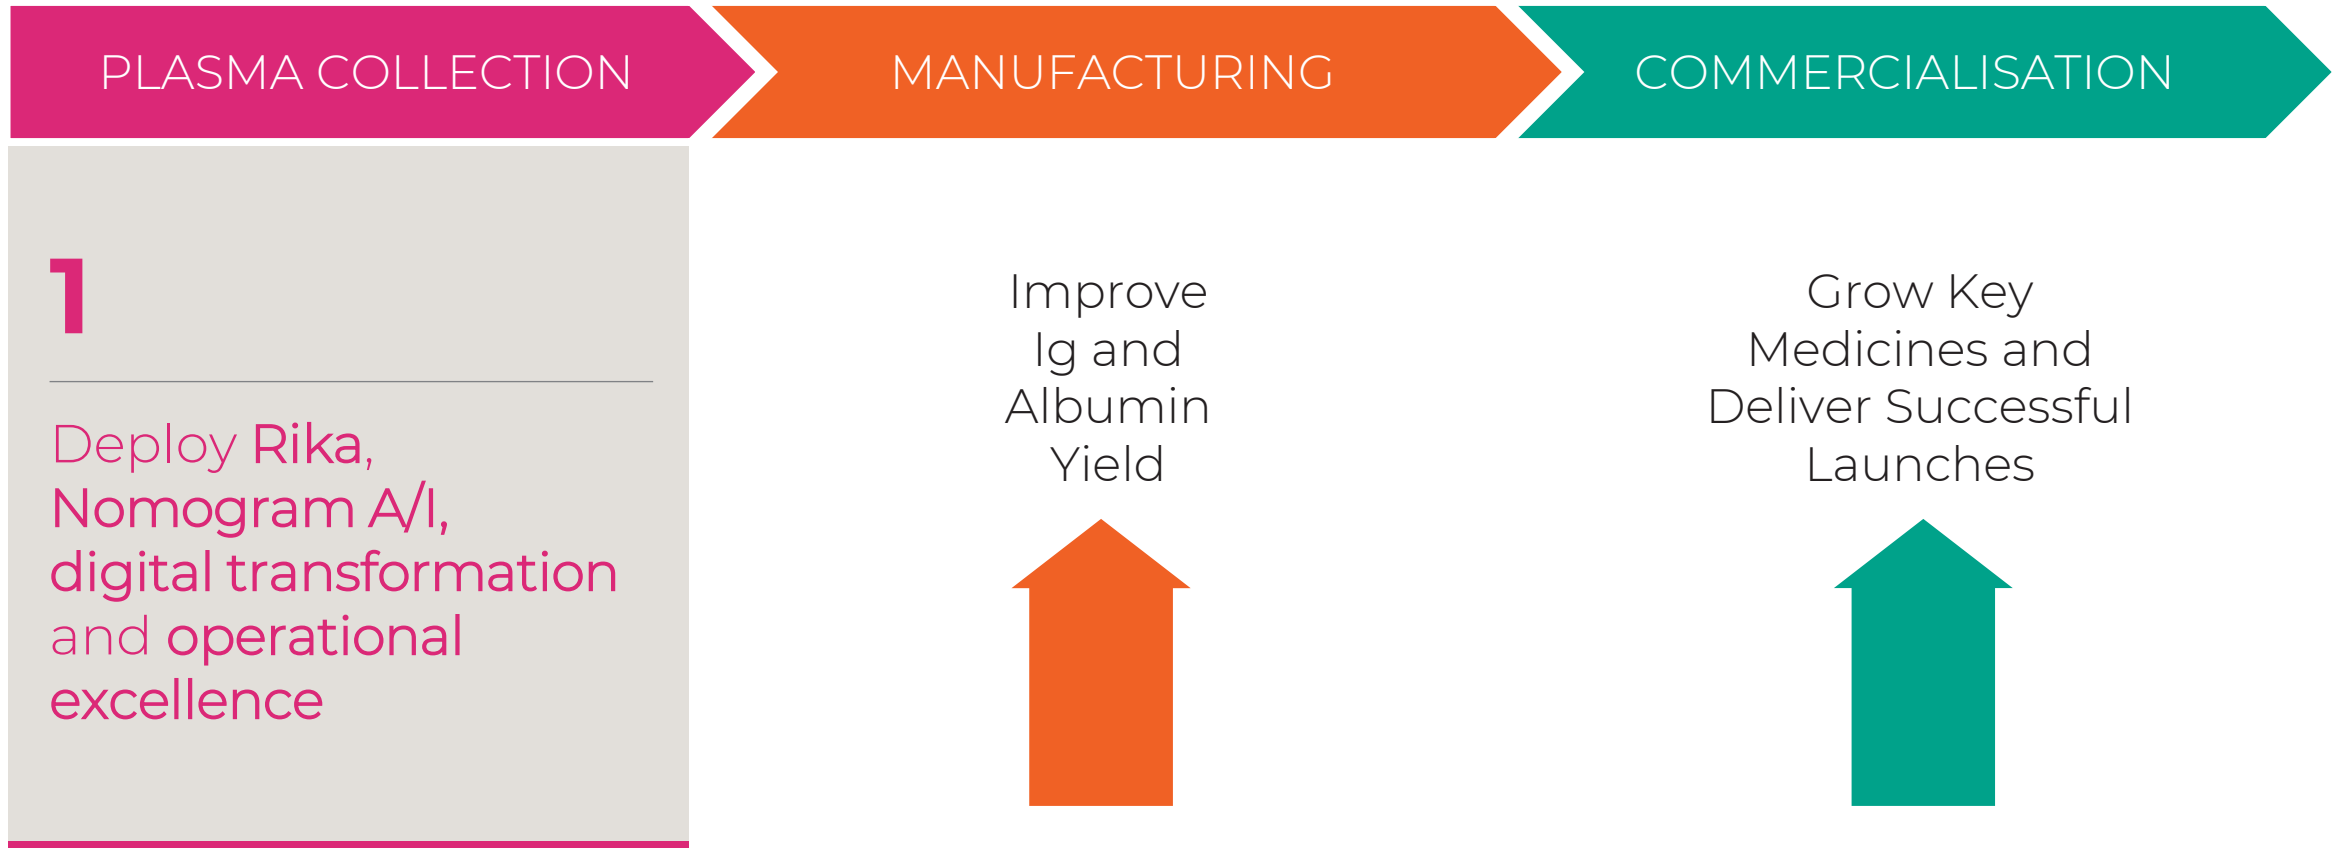 PLASMA COLLECTION
MANUFACTURING
COMMERCIALISATION
1
Deploy Rika,
Nomogram A/I,
digital transformation
and operational
excellence
Improve
Ig and
Albumin
Yield
Grow Key
Medicines and
Deliver Successful
Launches